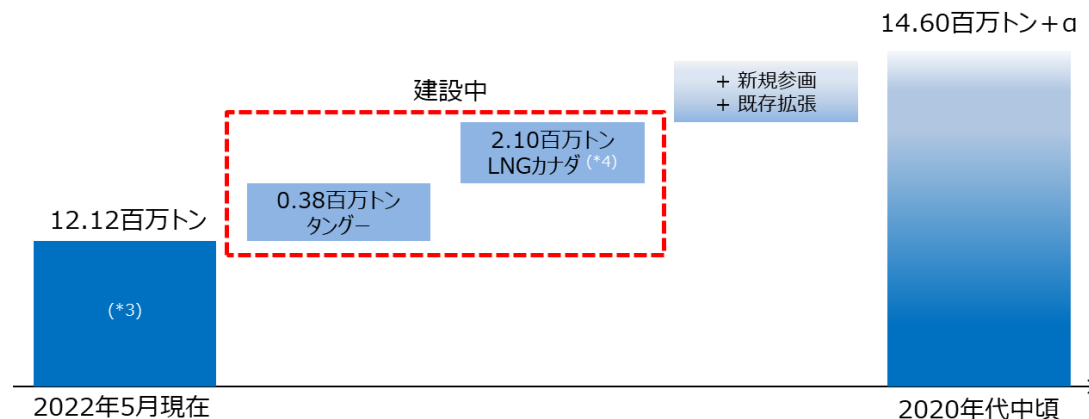 14.60百万トン+α
+ 新規参画
+ 既存拡張
建設中
2.10百万トン
LNGカナダ (*4)
0.38百万トン
タングー
12.12百万トン
(*3)
2022年5月現在
2020年代中頃